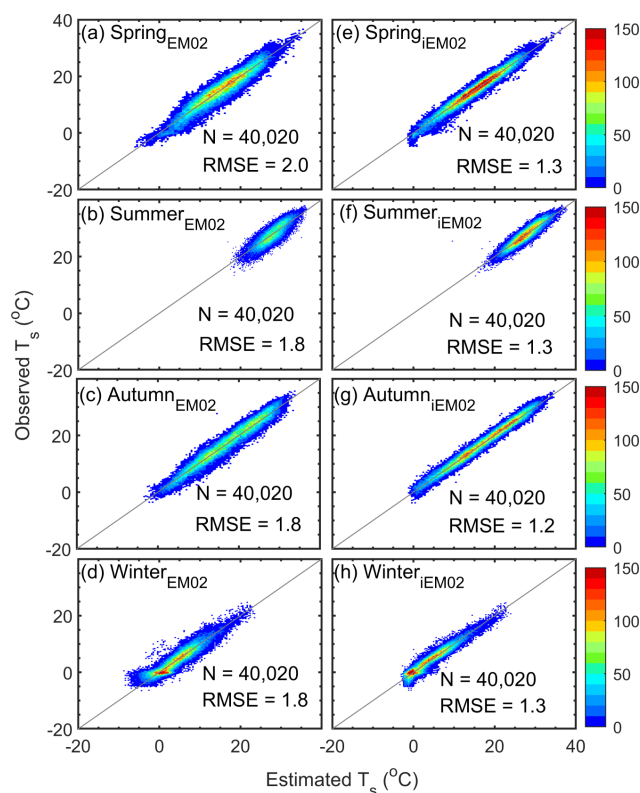 40
(a) Spring_EM02
20
0
N = 40,020
RMSE = 2.0
-20
(e) Spring_iEM02
N = 40,020
RMSE = 1.3
150
100
50
0
(b) Summer_EM02
20
0
N = 40,020
RMSE = 1.8
-20
(f) Summer_iEM02
N = 40,020
RMSE = 1.3
150
100
50
0
Observed T_s (°C)
(c) Autumn_EM02
20
0
N = 40,020
RMSE = 1.8
-20
(g) Autumn_iEM02
N = 40,020
RMSE = 1.2
150
100
50
0
(d) Winter_EM02
20
0
N = 40,020
RMSE = 1.8
-20
(h) Winter_iEM02
N = 40,020
RMSE = 1.3
150
100
50
0
-20 0 20 -20 0 20 40
Estimated T_s (°C)